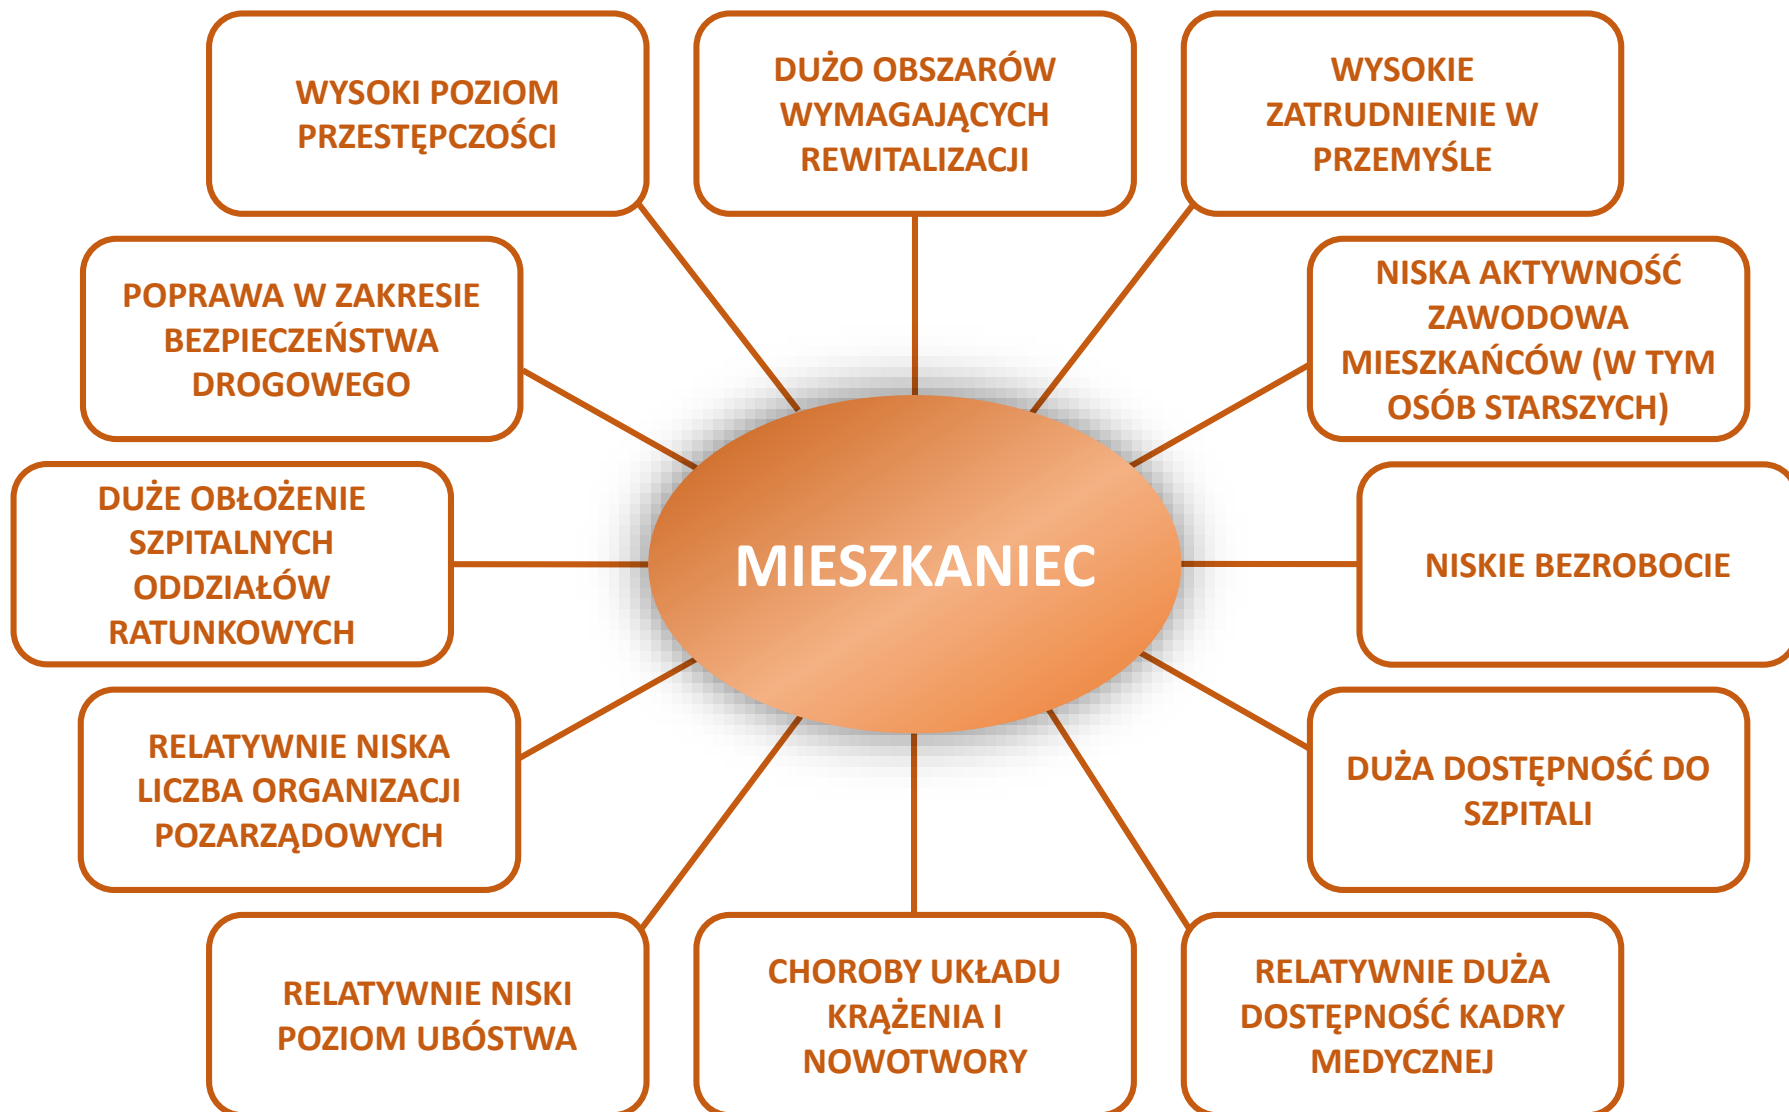 WYSOKI POZIOM
PRZESTĘPCZOŚCI
DUŻO OBSZARÓW
WYMAGAJĄCYCH
REWITALIZACJI
WYSOKIE
ZATRUDNIENIE W
PRZEMYŚLE
POPRAWA W ZAKRESIE
BEZPIECZEŃSTWA
DROGOWEGO
NISKA AKTYWNOŚĆ
ZAWODOWA
MIESZKAŃCÓW (W TYM
OSÓB STARSZYCH)
DUŻE OBŁOŻENIE
SZPITALNYCH
ODDZIAŁÓW
RATUNKOWYCH
MIESZKANIEC
NISKIE BEZROBOCIE
RELATYWNIE NISKA
LICZBA ORGANIZACJI
POZARZĄDOWYCH
DUŻA DOSTĘPNOŚĆ DO
SZPITALI
RELATYWNIE NISKI
POZIOM UBÓSTWA
CHOROBY UKŁADU
KRĄŻENIA I
NOWOTWORY
RELATYWNIE DUŻA
DOSTĘPNOŚĆ KADRY
MEDYCZNEJ